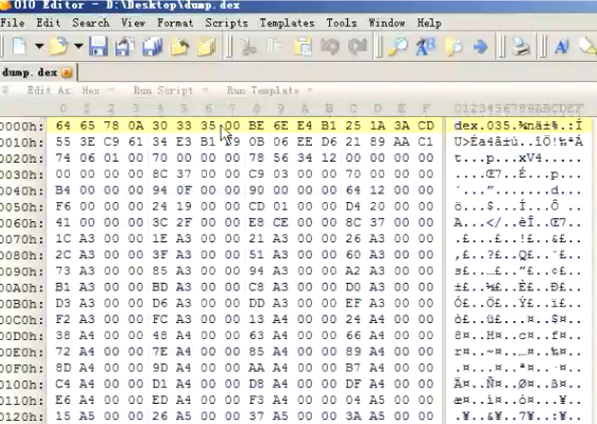 010 Editor - D:\Desktop\dump.dex
File Edit Search View Format Scripts Templates Tools Window Help
dump.dex
Edit As: Hex Run Script Run Template
0 1 2 3 4 5 6 7 8 9 A B C D E F 0123456789ABCDEF
0000h: 64 65 78 0A 30 33 35 00 BE 6E E4 B1 25 1A 3A CD dex.035.¾nä±%.:Í
0010h: 55 3E C9 61 34 E3 B1 0B 06 EE D6 21 89 AA C1
0020h: 74 06 01 00 70 00 00 00 78 56 34 12 00 00 00 00 t...p...xV4.....
0030h: 00 00 00 00 8C 37 00 00 C9 03 00 00 70 00 00 00 ....Œ7..É...p...
0040h: B4 00 00 00 94 0F 00 00 90 00 00 00 64 12 00 00 ´...”.......d...
0050h: F6 00 00 00 24 19 00 00 CD 01 00 00 D4 20 00 00 ö...$...Í...Ô ..
0060h: 41 00 00 00 3C 2F 00 00 E8 CE 00 00 8C 37 00 00 A...</..èÎ..Œ7..
0070h: 1C A3 00 00 1E A3 00 00 21 A3 00 00 26 A3 00 00 .£...£..!£..&£..
0080h: 2C A3 00 00 3F A3 00 00 51 A3 00 00 60 A3 00 00 ,£..?£..Q£..`£..
0090h: 73 A3 00 00 85 A3 00 00 94 A3 00 00 A2 A3 00 00 s£..…£..”£..¢£..
00A0h: B1 A3 00 00 BD A3 00 00 C8 A3 00 00 D0 A3 00 00 ±£..½£..È£..Ð£..
00B0h: D3 A3 00 00 D6 A3 00 00 DD A3 00 00 EF A3 00 00 Ó£..Ö£..Ý£..ï£..
00C0h: F2 A3 00 00 FC A3 00 00 13 A4 00 00 24 A4 00 00 ò£..ü£...¤..$¤..
00D0h: 38 A4 00 00 48 A4 00 00 63 A4 00 00 66 A4 00 00 8¤..H¤..c¤..f¤..
00E0h: 72 A4 00 00 7E A4 00 00 85 A4 00 00 89 A4 00 00 r¤..~¤..…¤..‰¤..
00F0h: 8D A4 00 00 9D A4 00 00 AA A4 00 00 B7 A4 00 00 .¤...¤..ª¤..·¤..
0100h: C4 A4 00 00 D1 A4 00 00 D8 A4 00 00 DF A4 00 00 Ä¤..Ñ¤..Ø¤..ß¤..
0110h: E6 A4 00 00 ED A4 00 00 F3 A4 00 00 04 A5 00 00 æ¤..í¤..ó¤...¥..
0120h: 15 A5 00 00 26 A5 00 00 37 A5 00 00 3A A5 00 00 .¥..&¥..7¥..:¥..